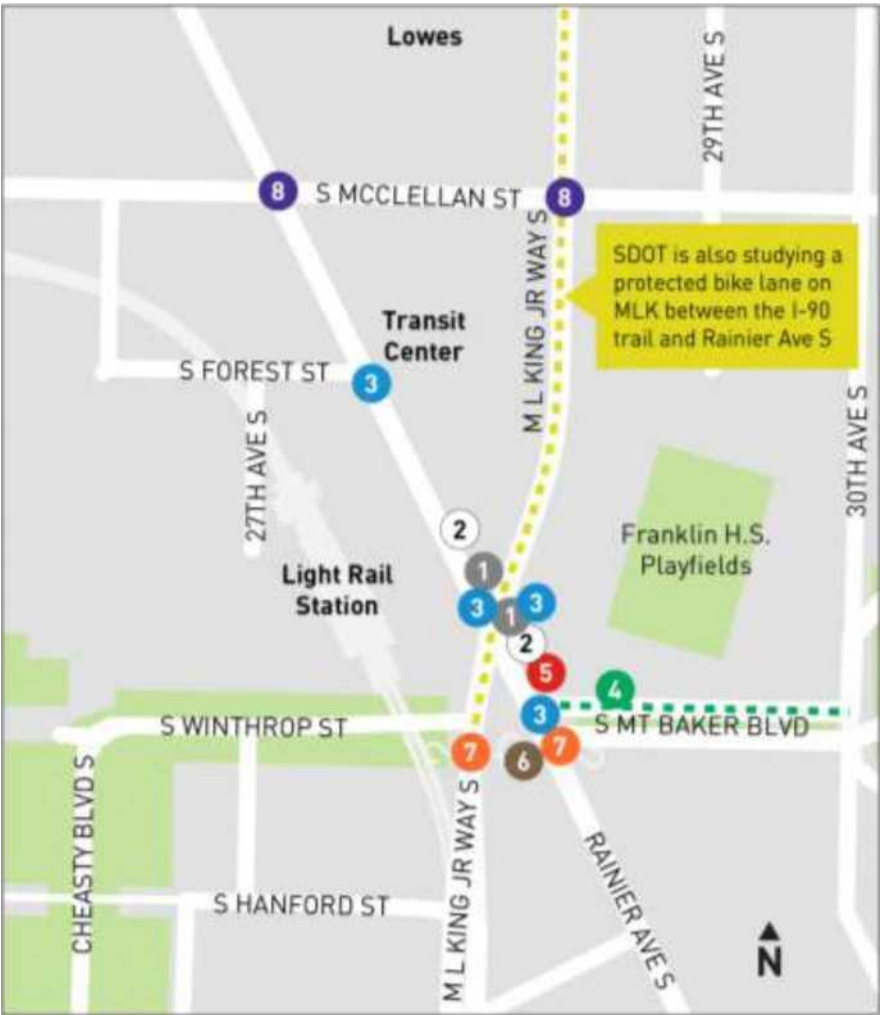 Lowes
29TH AVE S
8
S MCCLELLAN ST
8
M L KING JR WAY S
SDOT is also studying a
protected bike lane on
MLK between the I-90
trail and Rainier Ave S
Transit
Center
S FOREST ST
3
27TH AVE S
30TH AVE S
2
Franklin H.S.
Playfields
1
Light Rail
Station
3
1
3
2
5
4
3
S WINTHROP ST
S MT BAKER BLVD
7
6
7
CHEASTY BLVD S
M L KING JR WAY S
RAINIER AVE S
S HANFORD ST
N